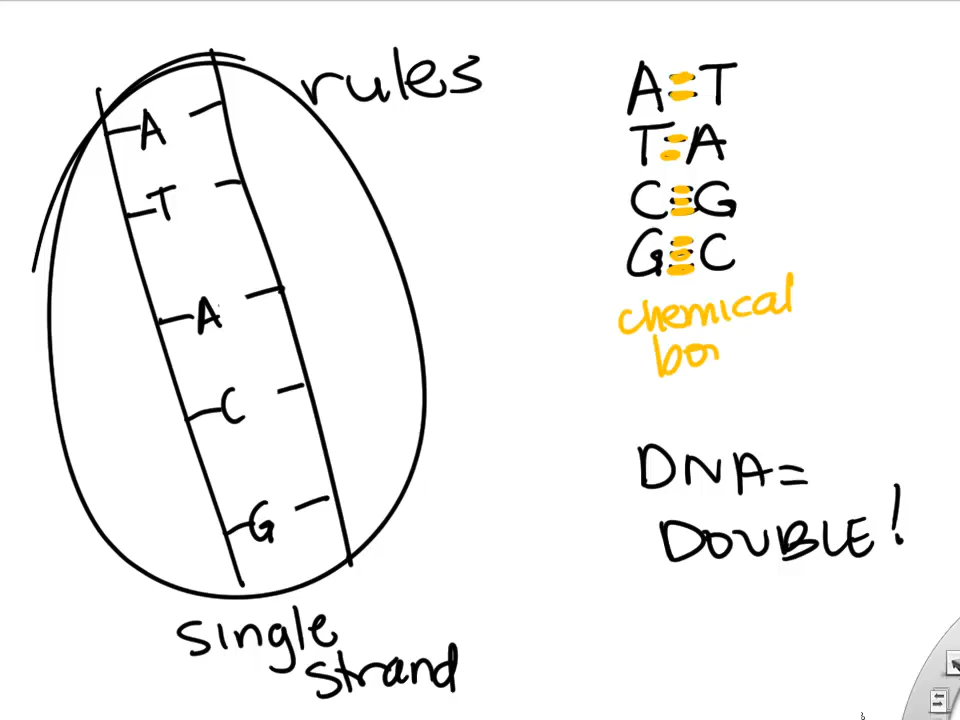 rules
A
T
A
C
G
single
strand
A=T
T=A
C≡G
G≡C
chemical
bo
DNA=
DOUBLE!